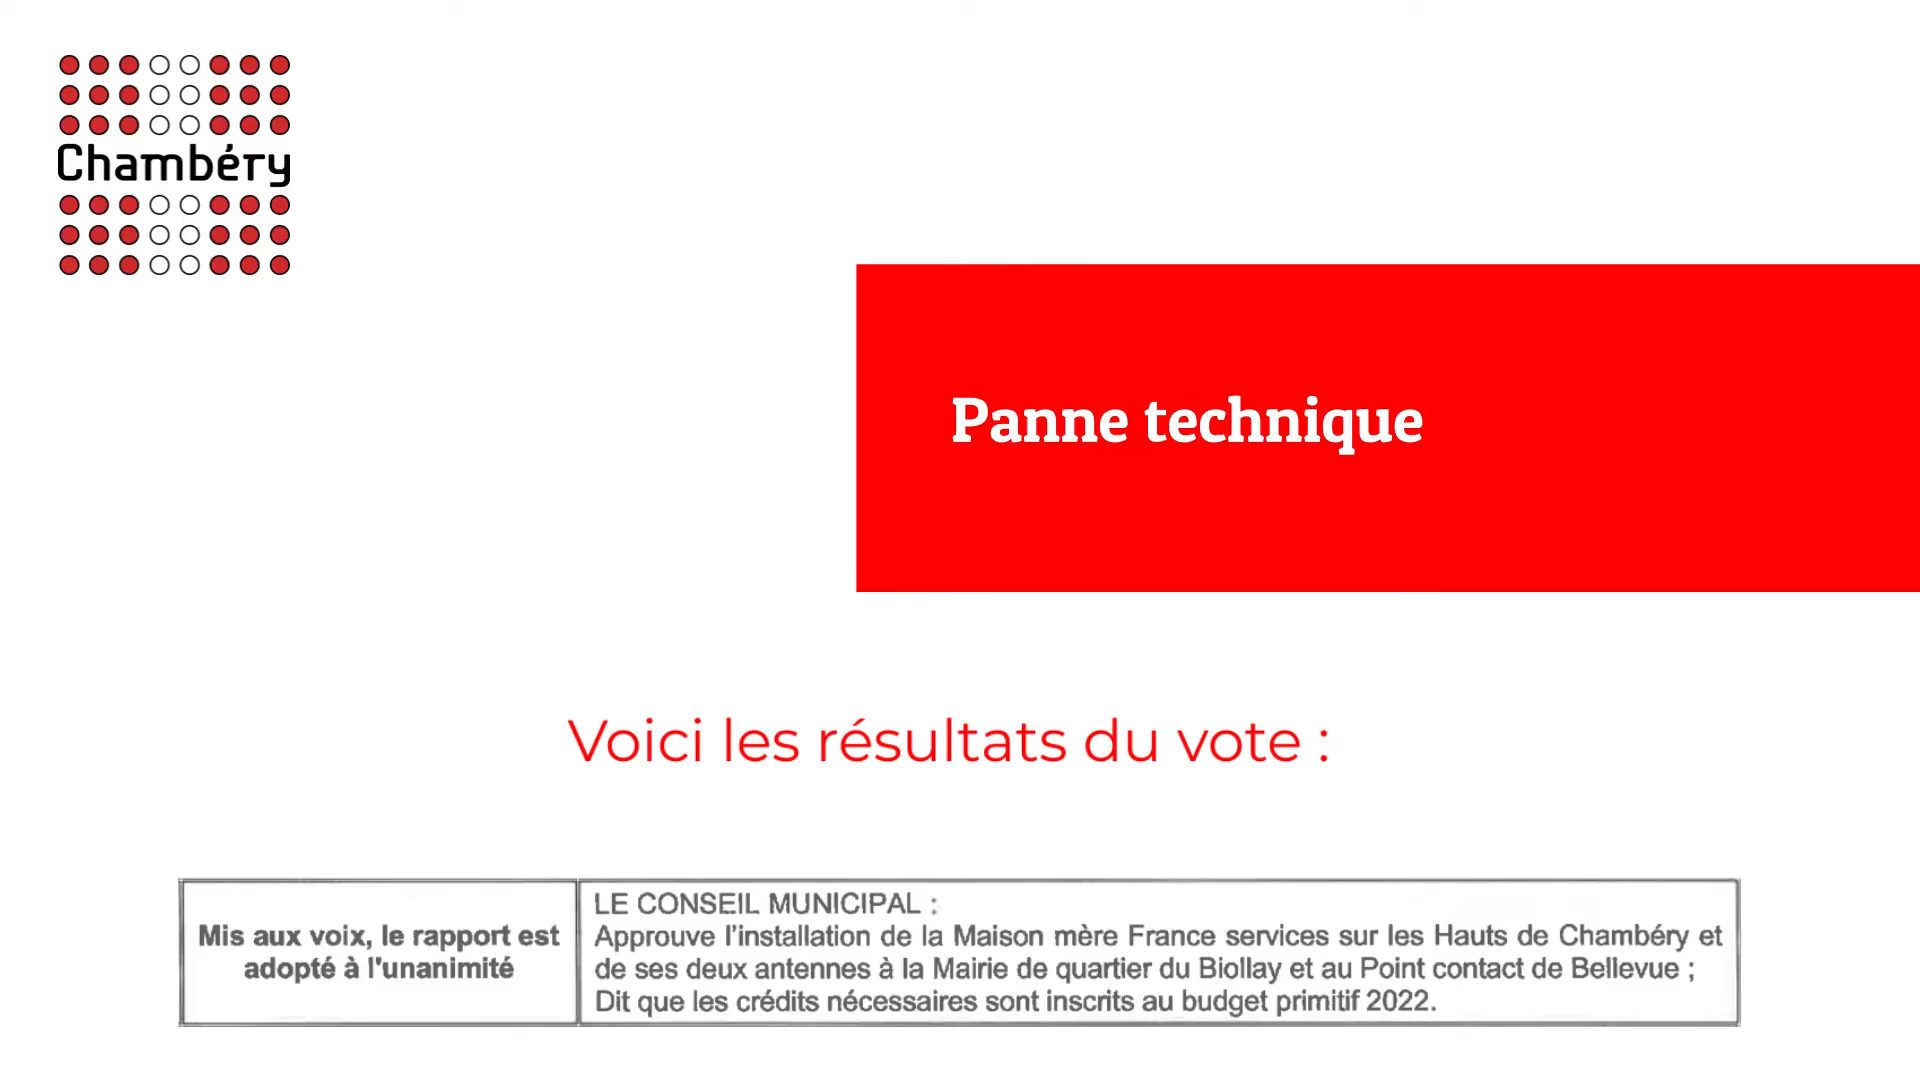 Chambéry
Panne technique
Voici les résultats du vote :
Mis aux voix, le rapport est
adopté à l'unanimité
LE CONSEIL MUNICIPAL :
Approuve l'installation de la Maison mère France services sur les Hauts de Chambéry et
de ses deux antennes à la Mairie de quartier du Biollay et au Point contact de Bellevue ;
Dit que les crédits nécessaires sont inscrits au budget primitif 2022.